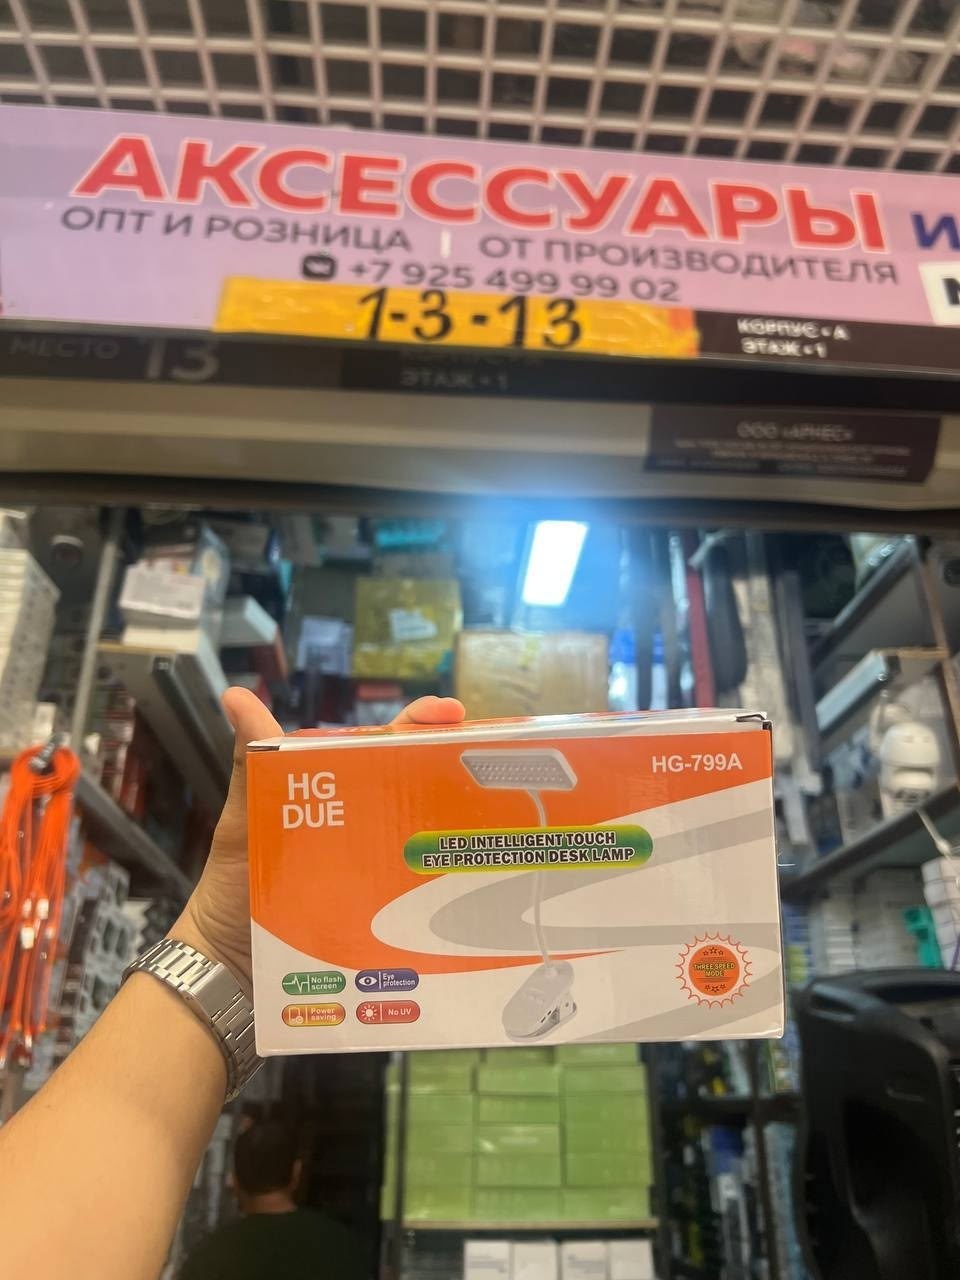 АКСЕССУАРЫ И
ОПТ И РОЗНИЦА | ОТ ПРОИЗВОДИТЕЛЯ
+7 925 499 99 02
1-3-13
КОРПУС • А
ЭТАЖ • 1
МЕСТО 13
ЭТАЖ • 1
ООО «АРНЕС»
HG
DUE
HG-799A
LED INTELLIGENT TOUCH
EYE PROTECTION DESK LAMP
THREE SPEED
MODE
No flash
screen
Eye
protection
Power
saving
No UV